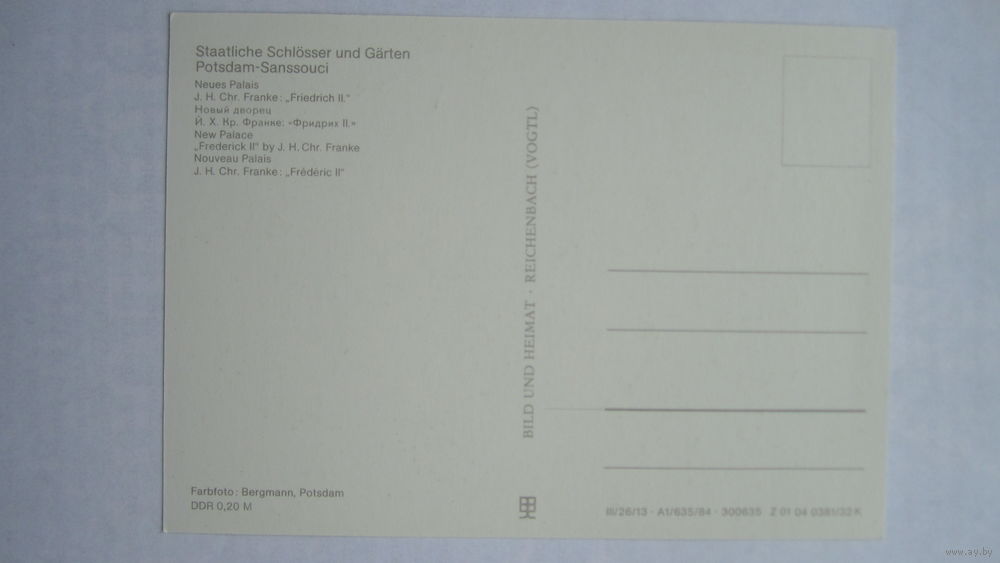 Staatliche Schlösser und Gärten
Potsdam-Sanssouci
Neues Palais
J. H. Chr. Franke: „Friedrich II.“
Новый дворец
Й. Х. Кр. Франке: «Фридрих II.»
New Palace
„Frederick II“ by J. H. Chr. Franke
Nouveau Palais
J. H. Chr. Franke: „Frédéric II“
BILD UND HEIMAT · REICHENBACH (VOGTL)
Farbfoto: Bergmann, Potsdam
DDR 0,20 M
III/26/13 · A1/635/84 · 300635 Z 01 04 0381/32 K
www.ay.by